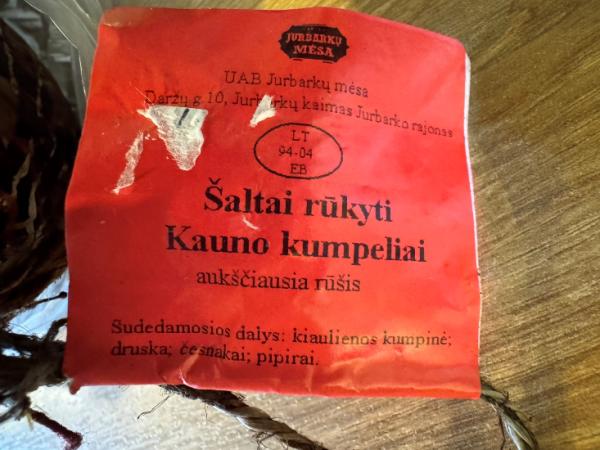 JURBARKŲ
MĖSA
UAB Jurbarkų mėsa
Daržų g.10, Jurbarkų kaimas Jurbarko rajonas
LT
94-04
EB
Šaltai rūkyti
Kauno kumpeliai
aukščiausia rūšis
Sudedamosios dalys: kiaulienos kumpinė;
druska; česnakai; pipirai.